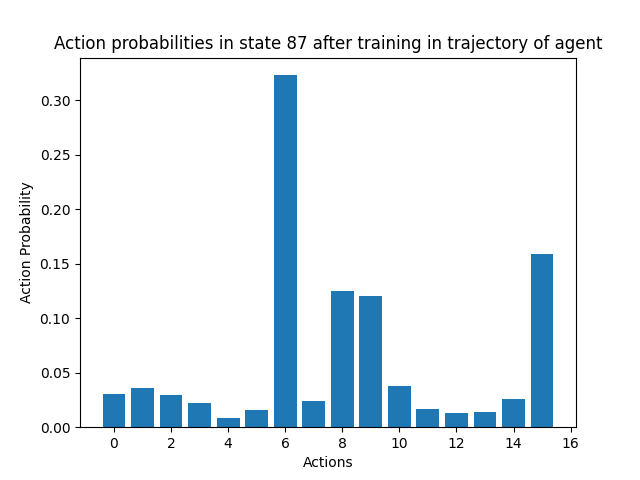 Action probabilities in state 87 after training in trajectory of agent
0.30
0.25
0.20
0.15
0.10
0.05
0.00
Action Probability
0 2 4 6 8 10 12 14 16
Actions